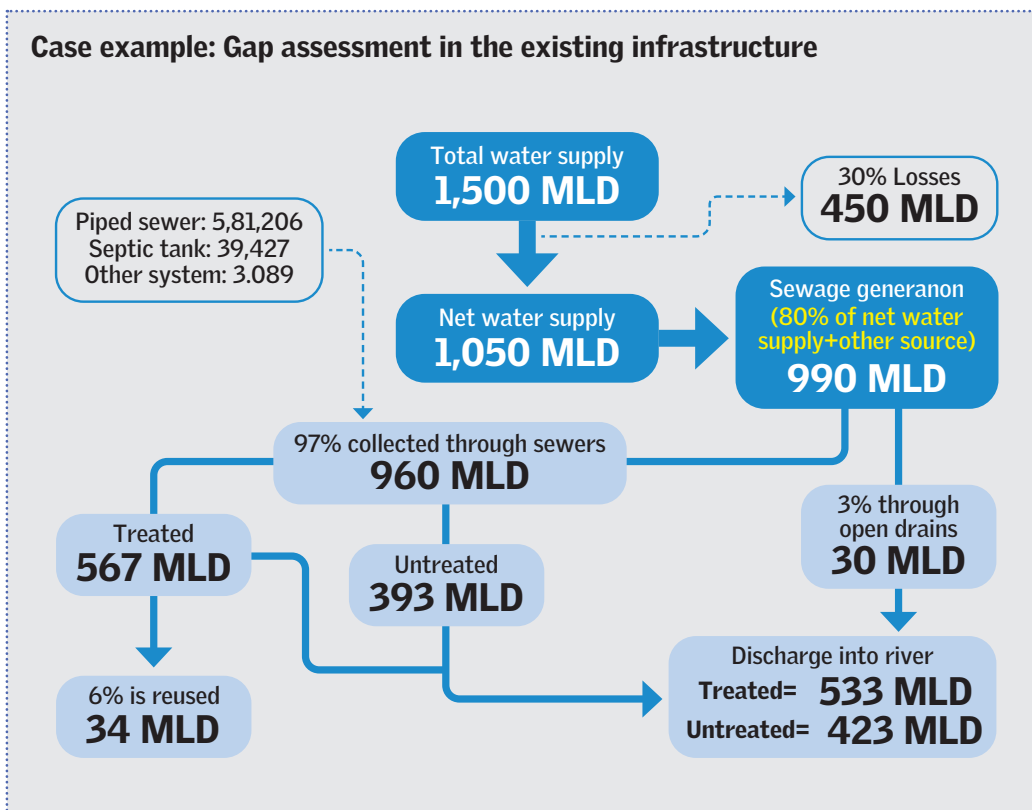 Case example: Gap assessment in the existing infrastructure
Total water supply
1,500 MLD
30% Losses
450 MLD
Piped sewer: 5,81,206
Septic tank: 39,427
Other system: 3.089
Net water supply
1,050 MLD
Sewage generanon
(80% of net water
supply+other source)
990 MLD
97% collected through sewers
960 MLD
3% through
open drains
30 MLD
Treated
567 MLD
Untreated
393 MLD
6% is reused
34 MLD
Discharge into river
Treated= 533 MLD
Untreated= 423 MLD